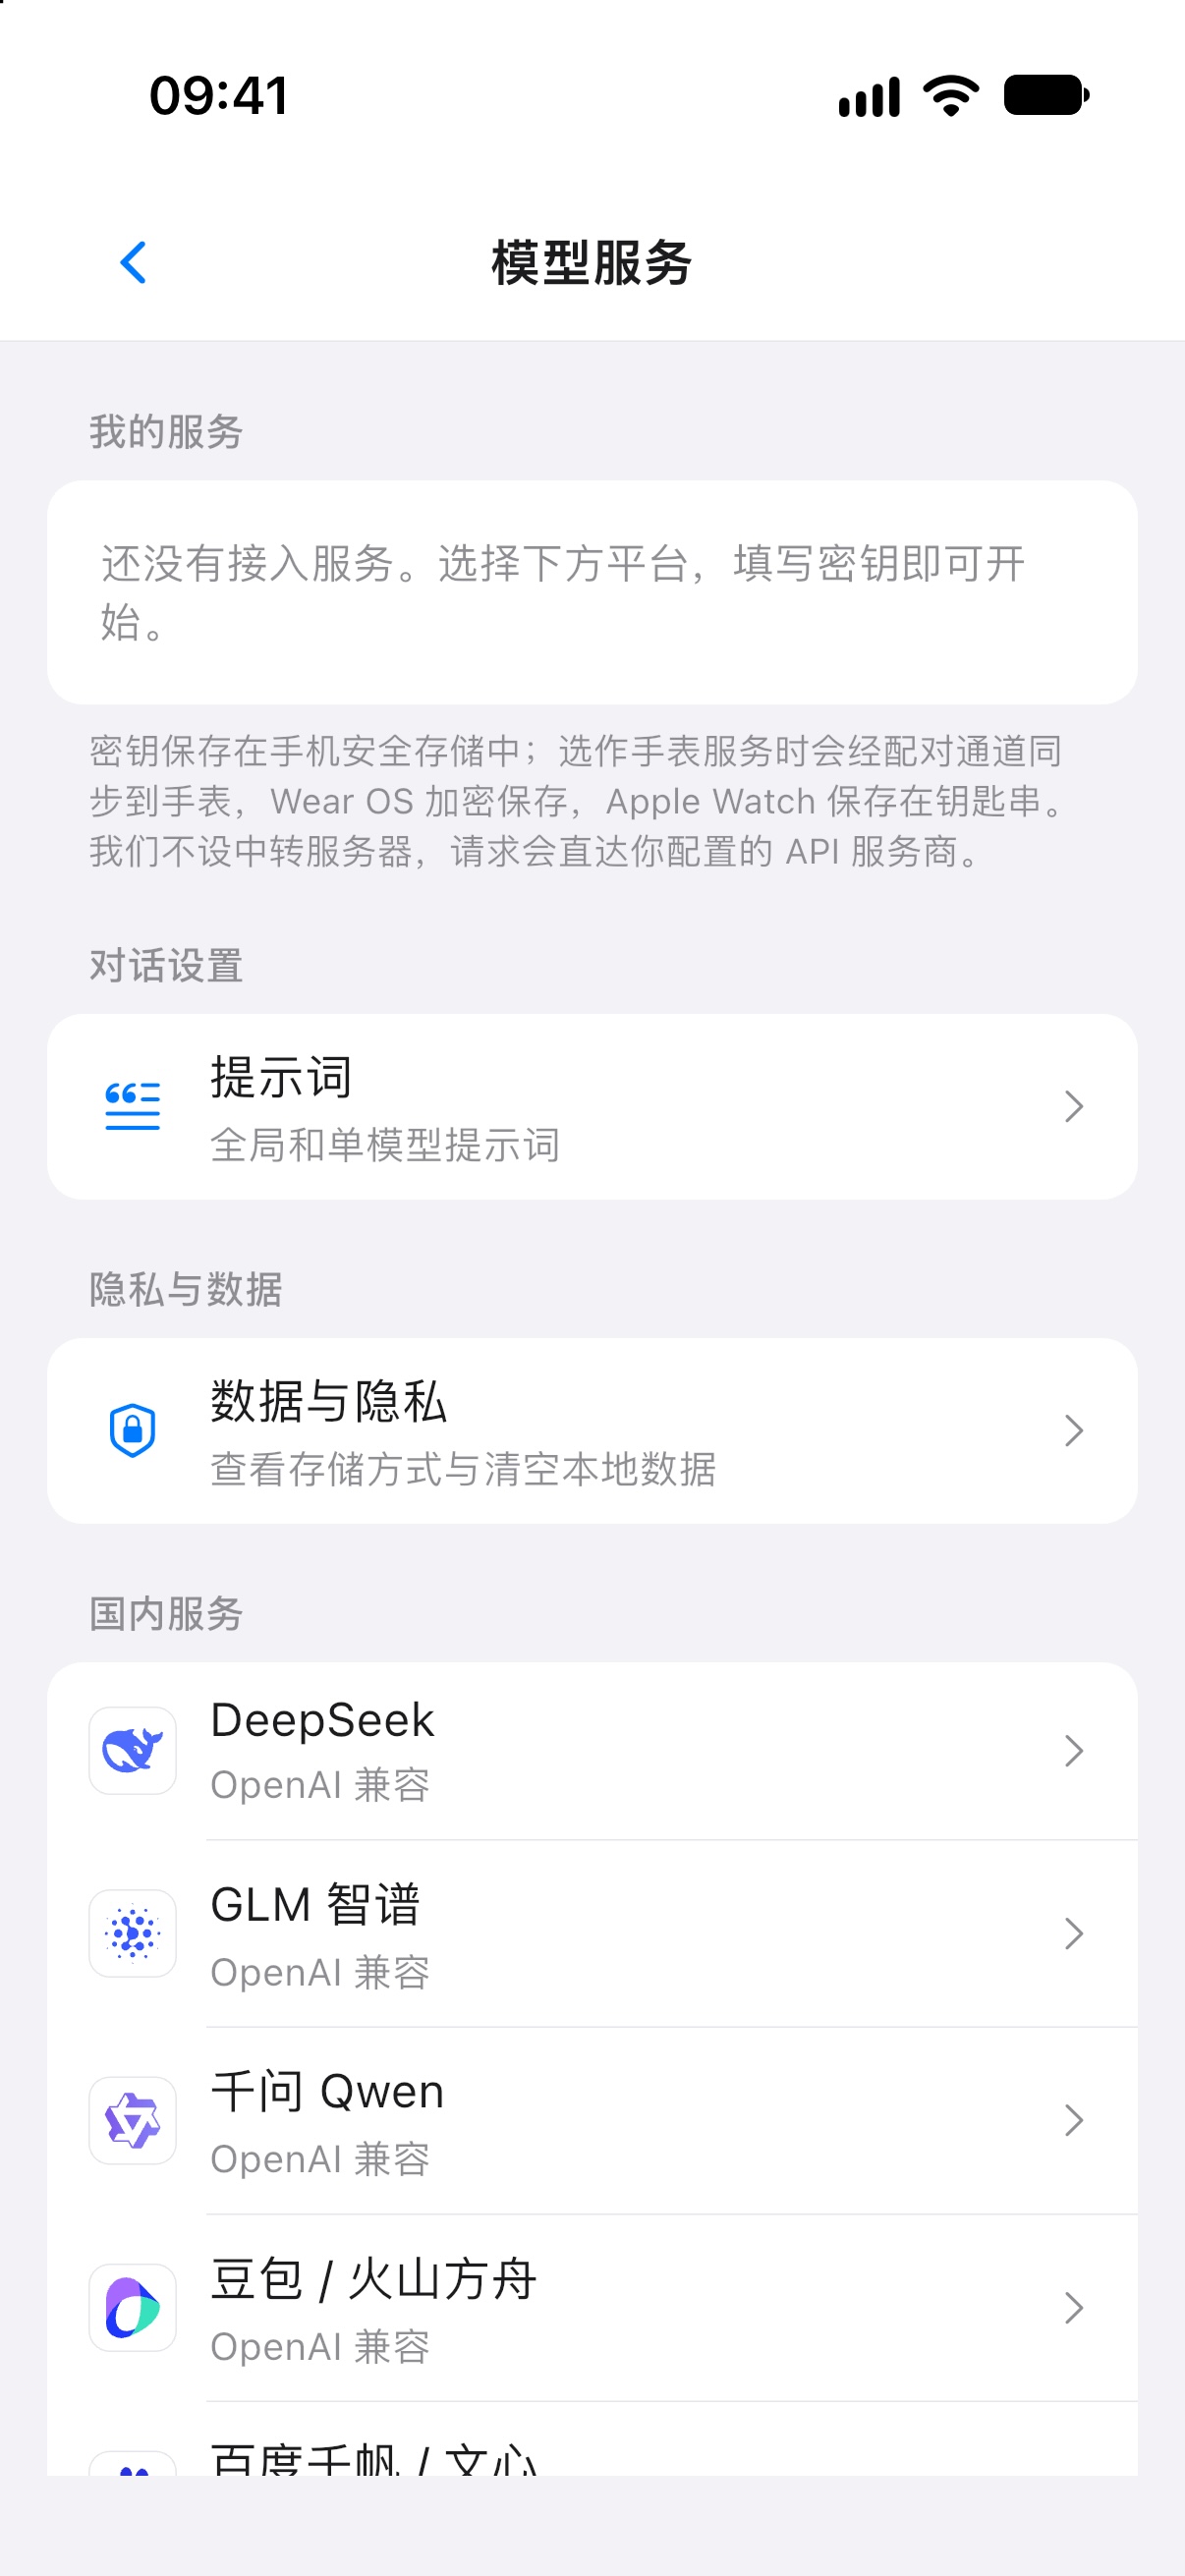 09:41
模型服务
我的服务
还没有接入服务。选择下方平台，填写密钥即可开
始。
密钥保存在手机安全存储中；选作手表服务时会经配对通道同
步到手表，Wear OS 加密保存，Apple Watch 保存在钥匙串。
我们不设中转服务器，请求会直达你配置的 API 服务商。
对话设置
提示词
全局和单模型提示词
隐私与数据
数据与隐私
查看存储方式与清空本地数据
国内服务
DeepSeek
OpenAI 兼容
GLM 智谱
OpenAI 兼容
千问 Qwen
OpenAI 兼容
豆包 / 火山方舟
OpenAI 兼容
百度千帆 / 文心